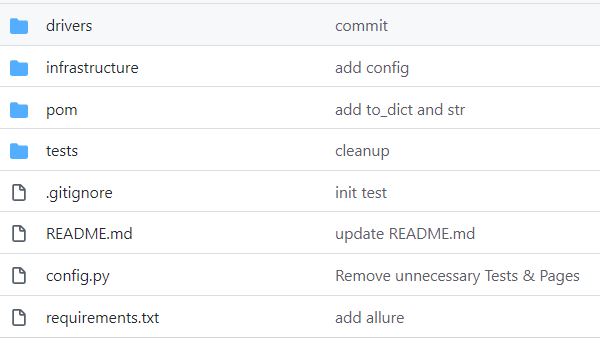 drivers commit
infrastructure add config
pom add to_dict and str
tests cleanup
.gitignore init test
README.md update README.md
config.py Remove unnecessary Tests & Pages
requirements.txt add allure